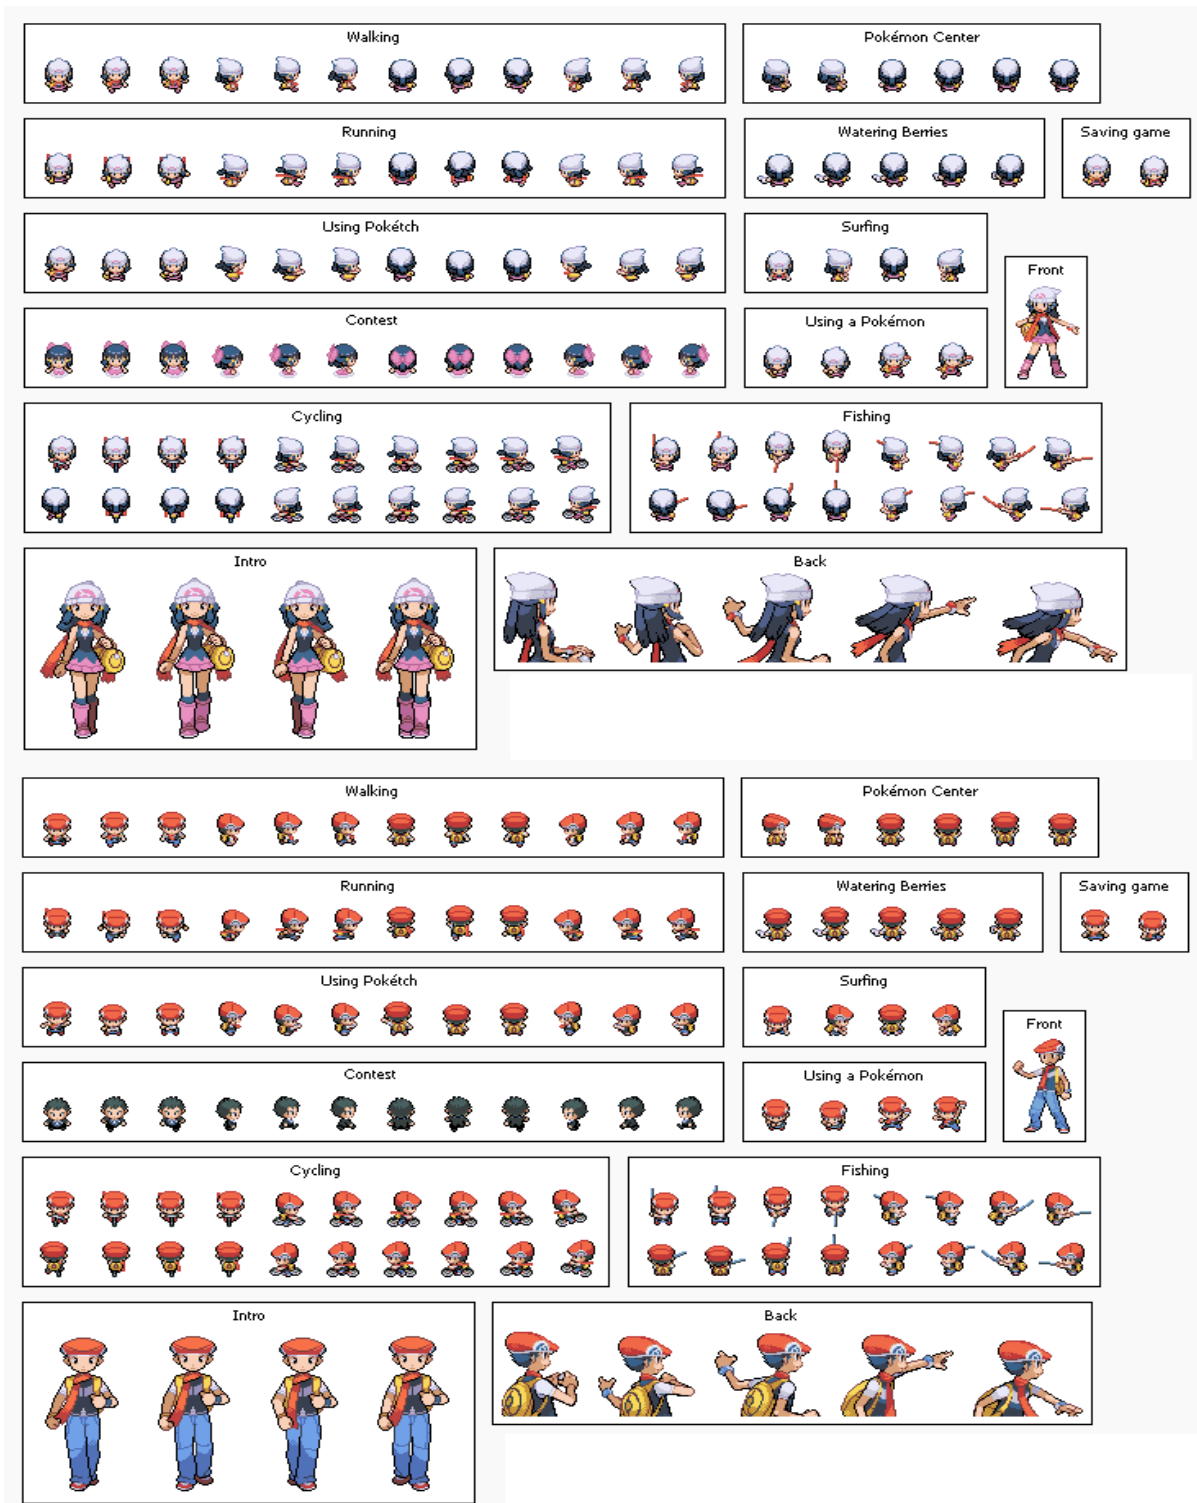 Walking
Pokémon Center
Running
Watering Berries
Saving game
Using Pokétch
Surfing
Front
Contest
Using a Pokémon
Cycling
Fishing
Intro
Back
Walking
Pokémon Center
Running
Watering Berries
Saving game
Using Pokétch
Surfing
Front
Contest
Using a Pokémon
Cycling
Fishing
Intro
Back